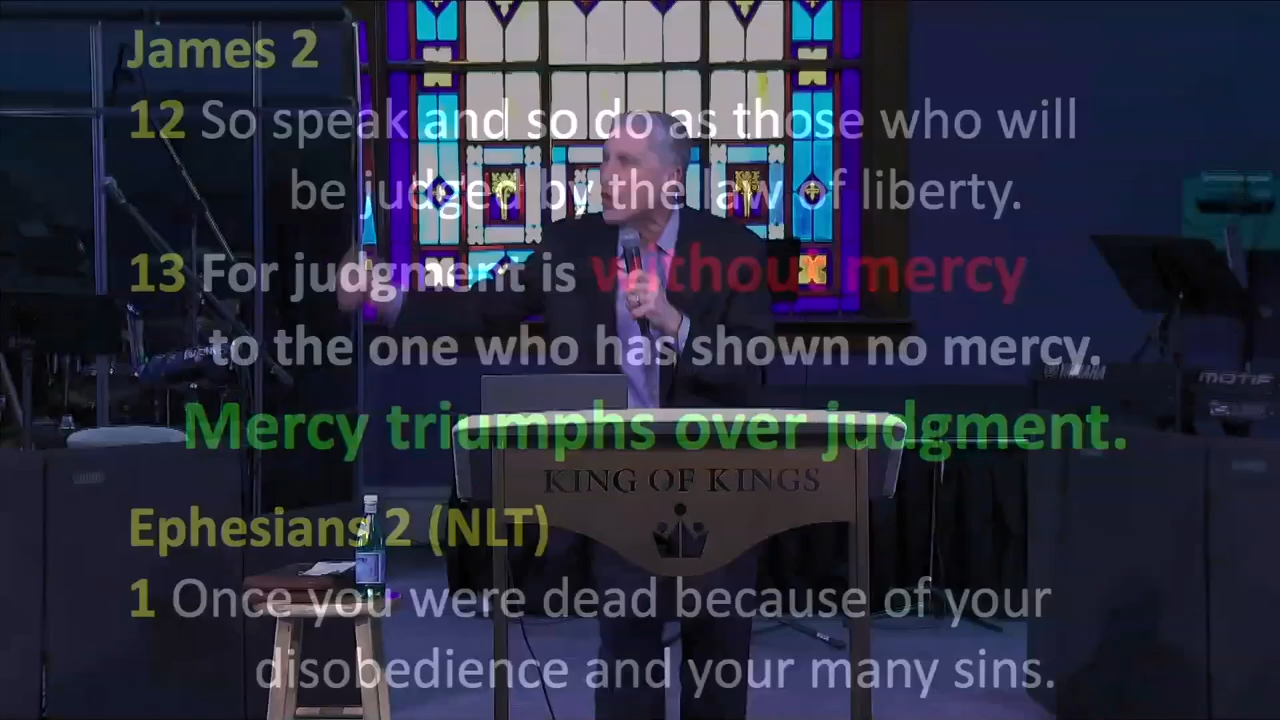 James 2
12 So speak and so do as those who will
be judged by the law of liberty.
13 For judgment is without mercy
to the one who has shown no mercy.
Mercy triumphs over judgment.
KING OF KINGS
Ephesians 2 (NLT)
1 Once you were dead because of your
disobedience and your many sins.
YAMAHA
MOTIF